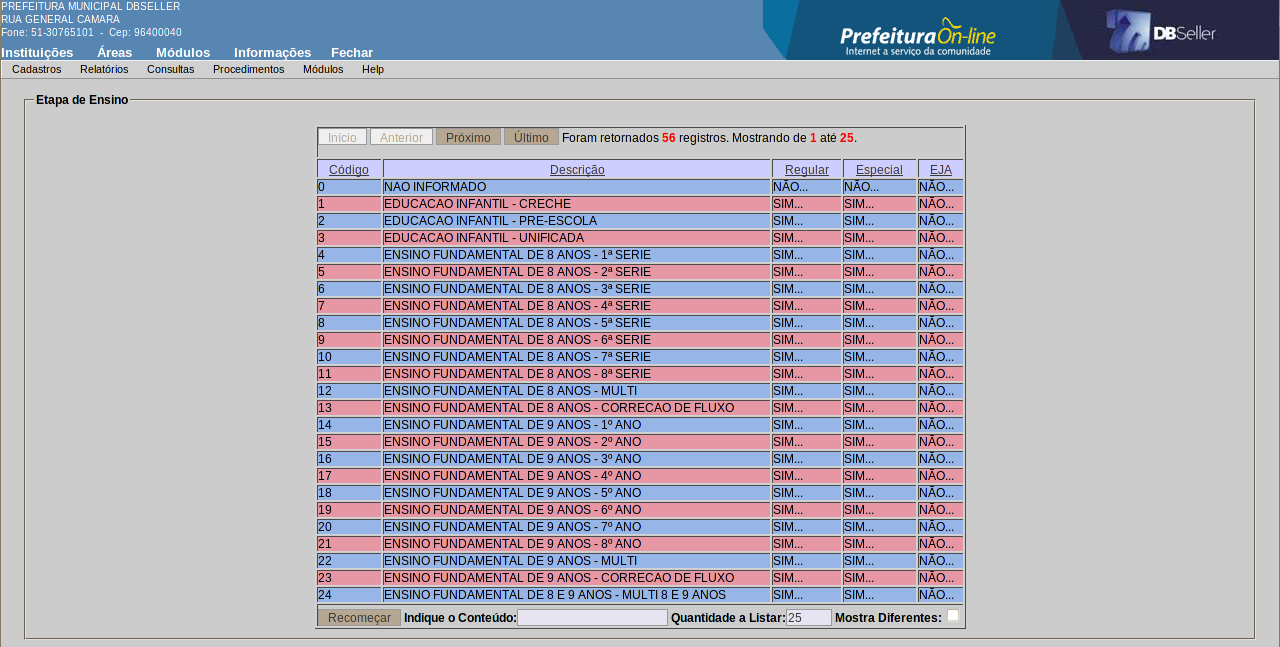 PREFEITURA MUNICIPAL DBSELLER
RUA GENERAL CAMARA
Fone: 51-30765101 - Cep: 96400040
Prefeitura On-line
Internet a serviço da comunidade
DBSeller
Instituições Áreas Módulos Informações Fechar
Cadastros Relatórios Consultas Procedimentos Módulos Help
Etapa de Ensino
Início Anterior Próximo Último Foram retornados 56 registros. Mostrando de 1 até 25.
Código Descrição Regular Especial EJA
0 NAO INFORMADO NÃO... NÃO... NÃO...
1 EDUCACAO INFANTIL - CRECHE SIM... SIM... NÃO...
2 EDUCACAO INFANTIL - PRE-ESCOLA SIM... SIM... NÃO...
3 EDUCACAO INFANTIL - UNIFICADA SIM... SIM... NÃO...
4 ENSINO FUNDAMENTAL DE 8 ANOS - 1ª SERIE SIM... SIM... NÃO...
5 ENSINO FUNDAMENTAL DE 8 ANOS - 2ª SERIE SIM... SIM... NÃO...
6 ENSINO FUNDAMENTAL DE 8 ANOS - 3ª SERIE SIM... SIM... NÃO...
7 ENSINO FUNDAMENTAL DE 8 ANOS - 4ª SERIE SIM... SIM... NÃO...
8 ENSINO FUNDAMENTAL DE 8 ANOS - 5ª SERIE SIM... SIM... NÃO...
9 ENSINO FUNDAMENTAL DE 8 ANOS - 6ª SERIE SIM... SIM... NÃO...
10 ENSINO FUNDAMENTAL DE 8 ANOS - 7ª SERIE SIM... SIM... NÃO...
11 ENSINO FUNDAMENTAL DE 8 ANOS - 8ª SERIE SIM... SIM... NÃO...
12 ENSINO FUNDAMENTAL DE 8 ANOS - MULTI SIM... SIM... NÃO...
13 ENSINO FUNDAMENTAL DE 8 ANOS - CORRECAO DE FLUXO SIM... SIM... NÃO...
14 ENSINO FUNDAMENTAL DE 9 ANOS - 1º ANO SIM... SIM... NÃO...
15 ENSINO FUNDAMENTAL DE 9 ANOS - 2º ANO SIM... SIM... NÃO...
16 ENSINO FUNDAMENTAL DE 9 ANOS - 3º ANO SIM... SIM... NÃO...
17 ENSINO FUNDAMENTAL DE 9 ANOS - 4º ANO SIM... SIM... NÃO...
18 ENSINO FUNDAMENTAL DE 9 ANOS - 5º ANO SIM... SIM... NÃO...
19 ENSINO FUNDAMENTAL DE 9 ANOS - 6º ANO SIM... SIM... NÃO...
20 ENSINO FUNDAMENTAL DE 9 ANOS - 7º ANO SIM... SIM... NÃO...
21 ENSINO FUNDAMENTAL DE 9 ANOS - 8º ANO SIM... SIM... NÃO...
22 ENSINO FUNDAMENTAL DE 9 ANOS - MULTI SIM... SIM... NÃO...
23 ENSINO FUNDAMENTAL DE 9 ANOS - CORRECAO DE FLUXO SIM... SIM... NÃO...
24 ENSINO FUNDAMENTAL DE 8 E 9 ANOS - MULTI 8 E 9 ANOS SIM... SIM... NÃO...
Recomeçar Indique o Conteúdo: Quantidade a Listar: 25 Mostra Diferentes: